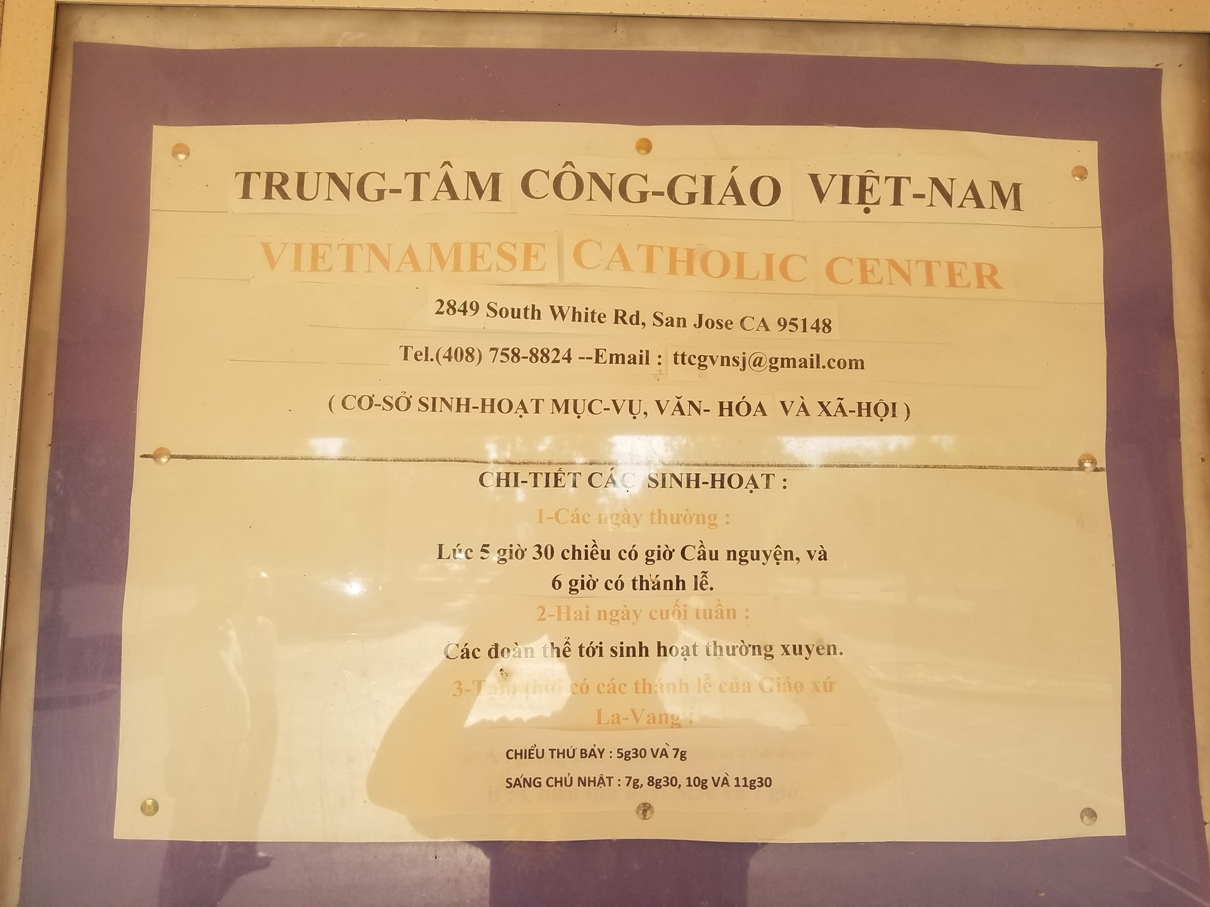 TRUNG-TÂM CÔNG-GIÁO VIỆT-NAM
VIETNAMESE CATHOLIC CENTER
2849 South White Rd, San Jose CA 95148
Tel.(408) 758-8824 --Email : ttcgvnsj@gmail.com
( CƠ-SỞ SINH-HOẠT MỤC-VỤ, VĂN- HÓA VÀ XÃ-HỘI )
CHI-TIẾT CÁC SINH-HOẠT :
1-Các ngày thường :
Lúc 5 giờ 30 chiều có giờ Cầu nguyện, và
6 giờ có thánh lễ.
2-Hai ngày cuối tuần :
Các đoàn thể tới sinh hoạt thường xuyên.
3-Tạm thời có các thánh lễ của Giáo xứ
La-Vang :
CHIỀU THỨ BẢY : 5g30 VÀ 7g
SÁNG CHỦ NHẬT : 7g, 8g30, 10g VÀ 11g30